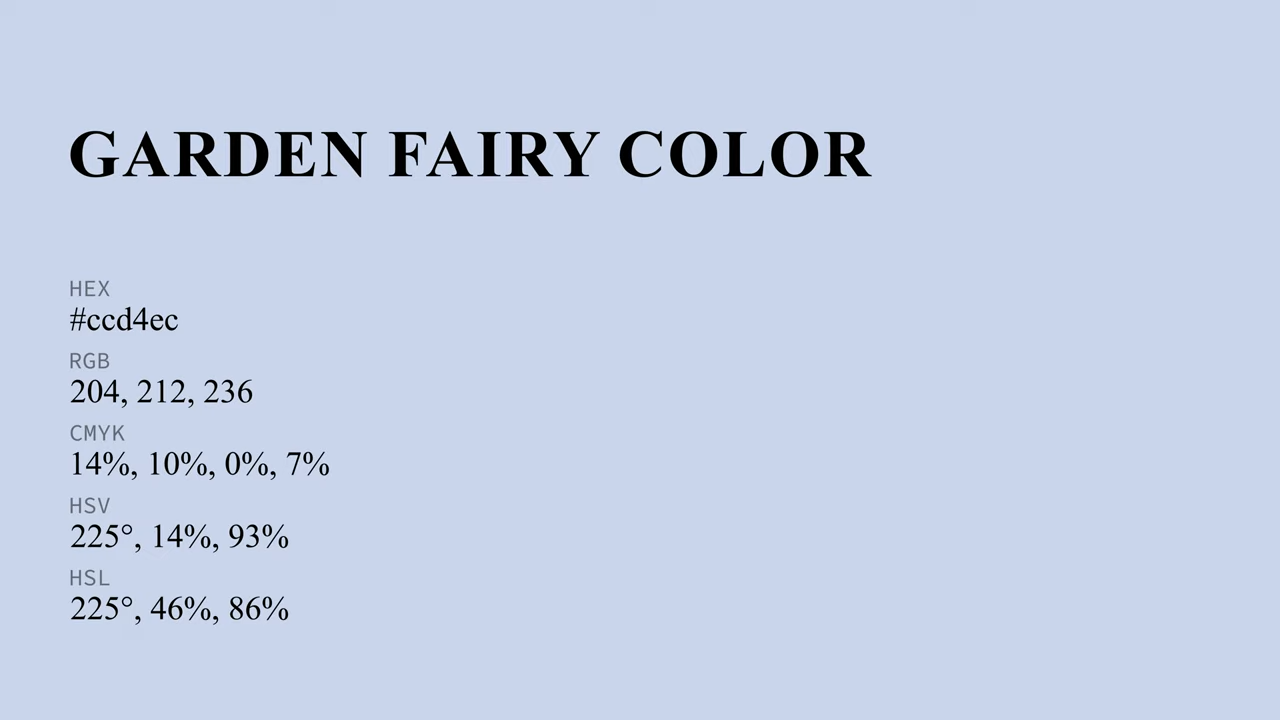 GARDEN FAIRY COLOR
HEX
#ccd4ec
RGB
204, 212, 236
CMYK
14%, 10%, 0%, 7%
HSV
225°, 14%, 93%
HSL
225°, 46%, 86%